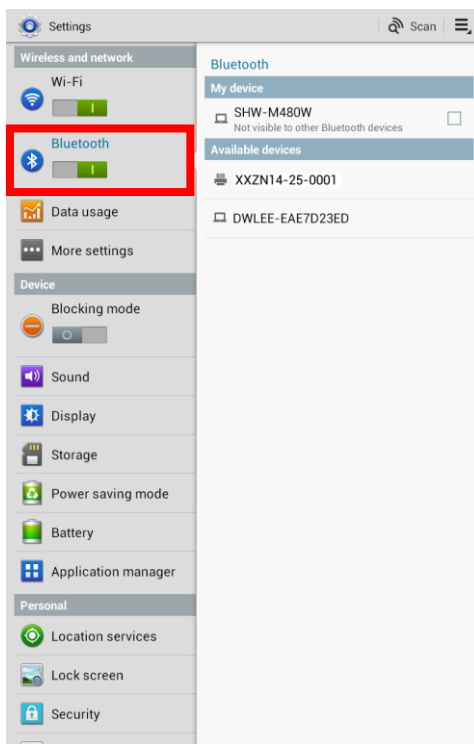 Settings
Scan
Wireless and network
Wi-Fi
Bluetooth
Data usage
More settings
Device
Blocking mode
Sound
Display
Storage
Power saving mode
Battery
Application manager
Personal
Location services
Lock screen
Security
Bluetooth
My device
SHW-M480W
Not visible to other Bluetooth devices
Available devices
XXZN14-25-0001
DWLEE-EAE7D23ED